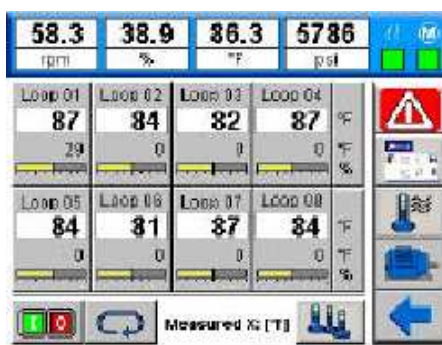 58.3 38.9 86.3 5786
rpm % °F psi
Loop 01 Loop 02 Loop 03 Loop 04
87 84 82 87 °F
29 0 0 0 °F
%
Loop 05 Loop 06 Loop 07 Loop 08
84 81 87 84 °F
0 0 0 0 °F
%
I O Measured X: [°F]